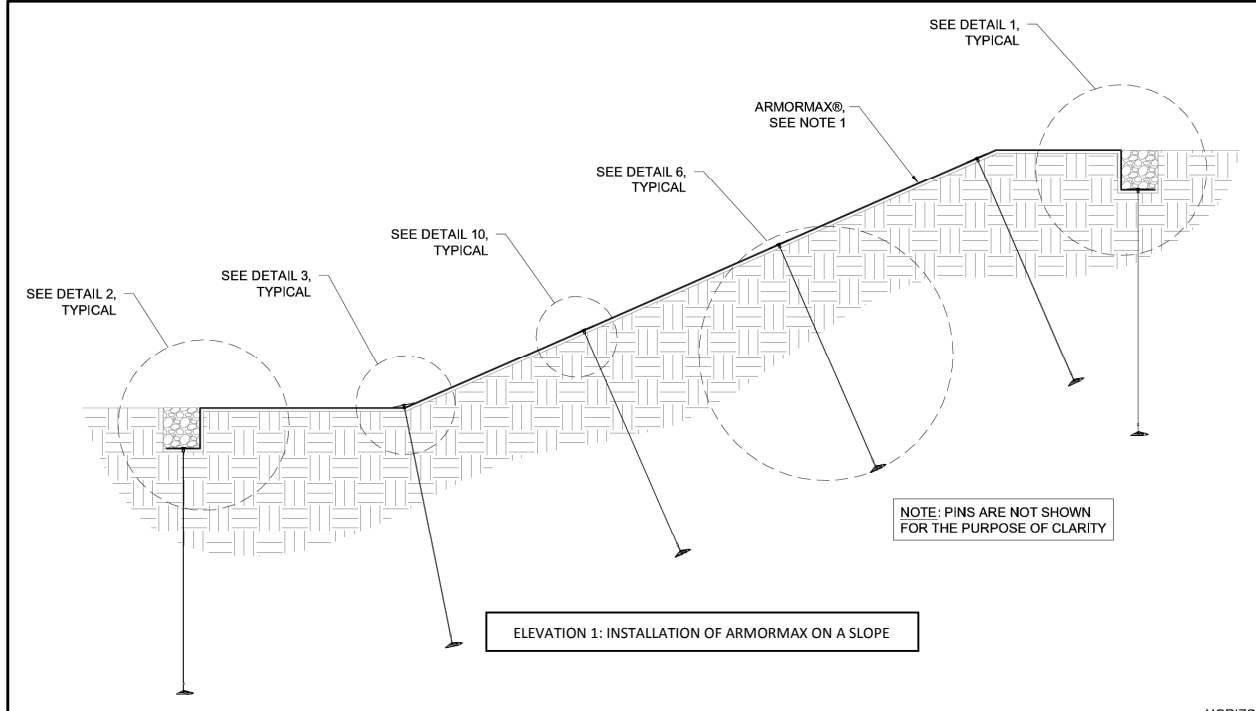 SEE DETAIL 1,
TYPICAL
ARMORMAX®,
SEE NOTE 1
SEE DETAIL 6,
TYPICAL
SEE DETAIL 10,
TYPICAL
SEE DETAIL 3,
TYPICAL
SEE DETAIL 2,
TYPICAL
NOTE: PINS ARE NOT SHOWN
FOR THE PURPOSE OF CLARITY
ELEVATION 1: INSTALLATION OF ARMORMAX ON A SLOPE